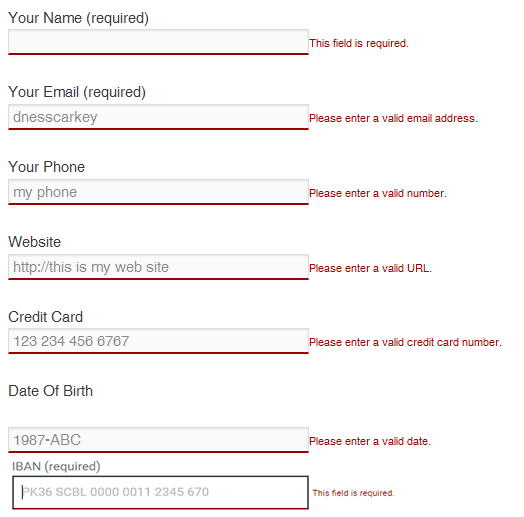 Your Name (required)
This field is required.
Your Email (required)
dnesscarkey
Please enter a valid email address.
Your Phone
my phone
Please enter a valid number.
Website
http://this is my web site
Please enter a valid URL.
Credit Card
123 234 456 6767
Please enter a valid credit card number.
Date Of Birth
1987-ABC
Please enter a valid date.
IBAN (required)
PK36 SCBL 0000 0011 2345 670
This field is required.